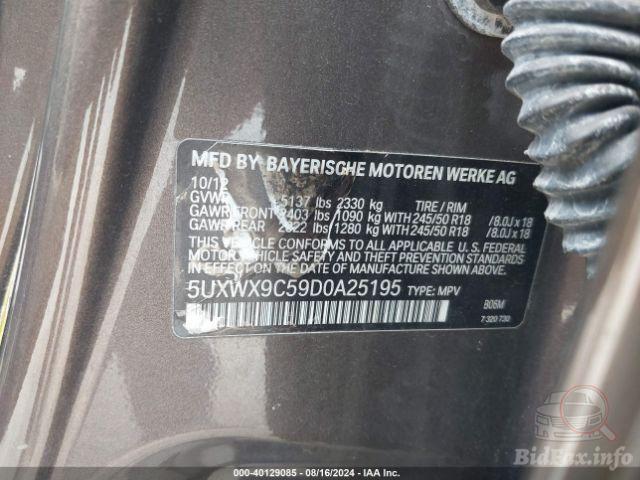 MFD BY BAYERISCHE MOTOREN WERKE AG
10/12
GVWR 5137 lbs 2330 kg TIRE / RIM
GAWR FRONT 2403 lbs 1090 kg WITH 245/50 R18 / 8.0J x 18
GAWR REAR 2822 lbs 1280 kg WITH 245/50 R18 / 8.0J x 18
THIS VEHICLE CONFORMS TO ALL APPLICABLE U. S. FEDERAL
MOTOR VEHICLE SAFETY AND THEFT PREVENTION STANDARDS
IN EFFECT ON THE DATE OF MANUFACTURE SHOWN ABOVE.
5UXWX9C59D0A25195 TYPE: MPV
B06M
7 320 730
000-40129085 - 08/16/2024 - IAA Inc.
BidFax.info